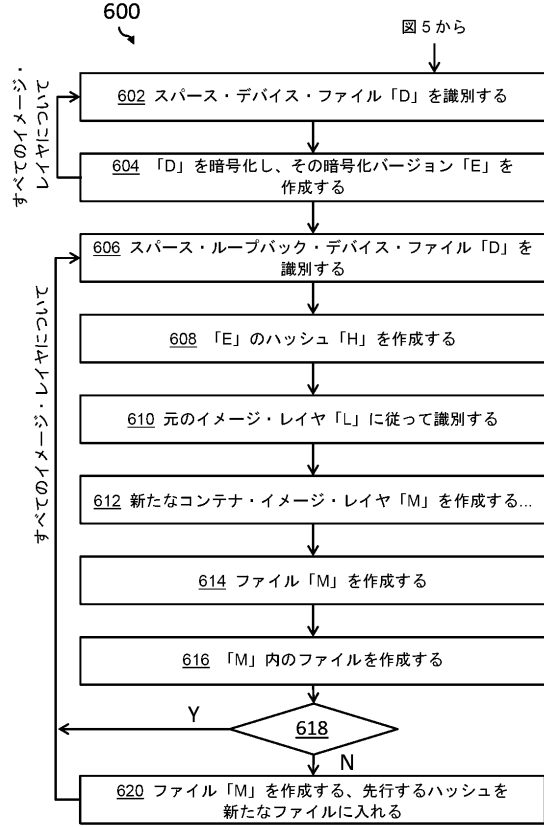 600
図5から
すべてのイメージ・
レイヤについて
602 スパース・デバイス・ファイル「D」を識別する
604 「D」を暗号化し、その暗号化バージョン「E」を
作成する
606 スパース・ループバック・デバイス・ファイル「D」を
識別する
すべてのイメージ・レイヤについて
608 「E」のハッシュ「H」を作成する
610 元のイメージ・レイヤ「L」に従って識別する
612 新たなコンテナ・イメージ・レイヤ「M」を作成する...
614 ファイル「M」を作成する
616 「M」内のファイルを作成する
Y
618
N
620 ファイル「M」を作成する、先行するハッシュを
新たなファイルに入れる